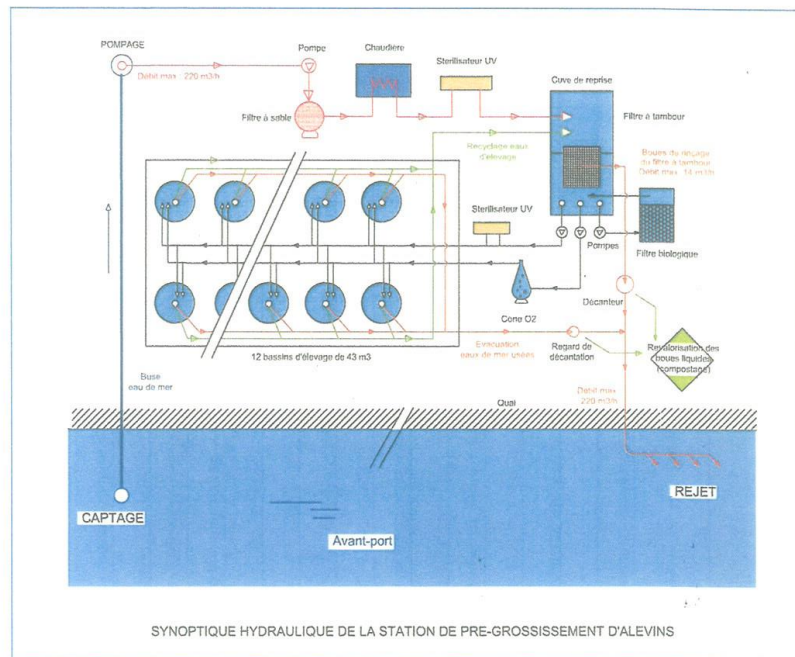 POMPAGE
Débit max : 220 m3/h
Pompe
Chaudière
Sterilisateur UV
Cuve de reprise
Filtre à sable
Filtre à tambour
Recyclage eaux
d'élevage
Boues du rinçage
du filtre à tambour
Débit max : 14 m3/h
Sterilisateur UV
Pompes
Filtre biologique
Cone O2
Décanteur
12 bassins d'élevage de 43 m3
Evacuation
eaux de mer usées
Regard de
décantation
Revalorisation des
boues liquides
(compostage)
Buse
eau de mer
Débit max
220 m3/h
Quai
CAPTAGE
Avant-port
REJET
SYNOPTIQUE HYDRAULIQUE DE LA STATION DE PRE-GROSSISSEMENT D'ALEVINS